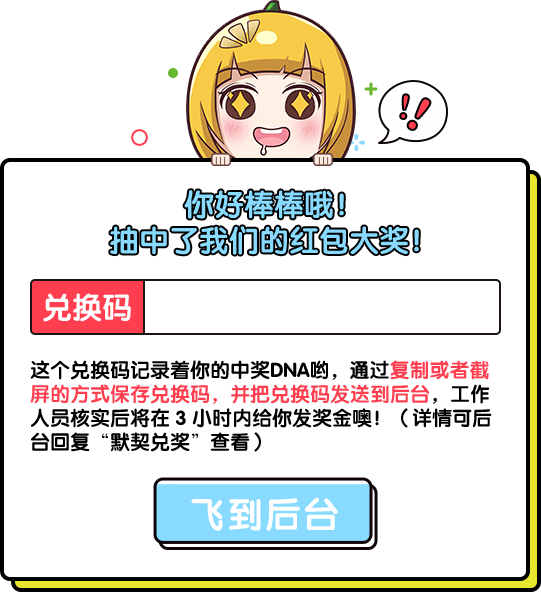 !!
你好棒棒哦！
抽中了我们的红包大奖！
兑换码
这个兑换码记录着你的中奖DNA哟，通过复制或者截
屏的方式保存兑换码，并把兑换码发送到后台，工作
人员核实后将在 3 小时内给你发奖金噢！（详情可后
台回复“默契兑奖”查看）
飞到后台